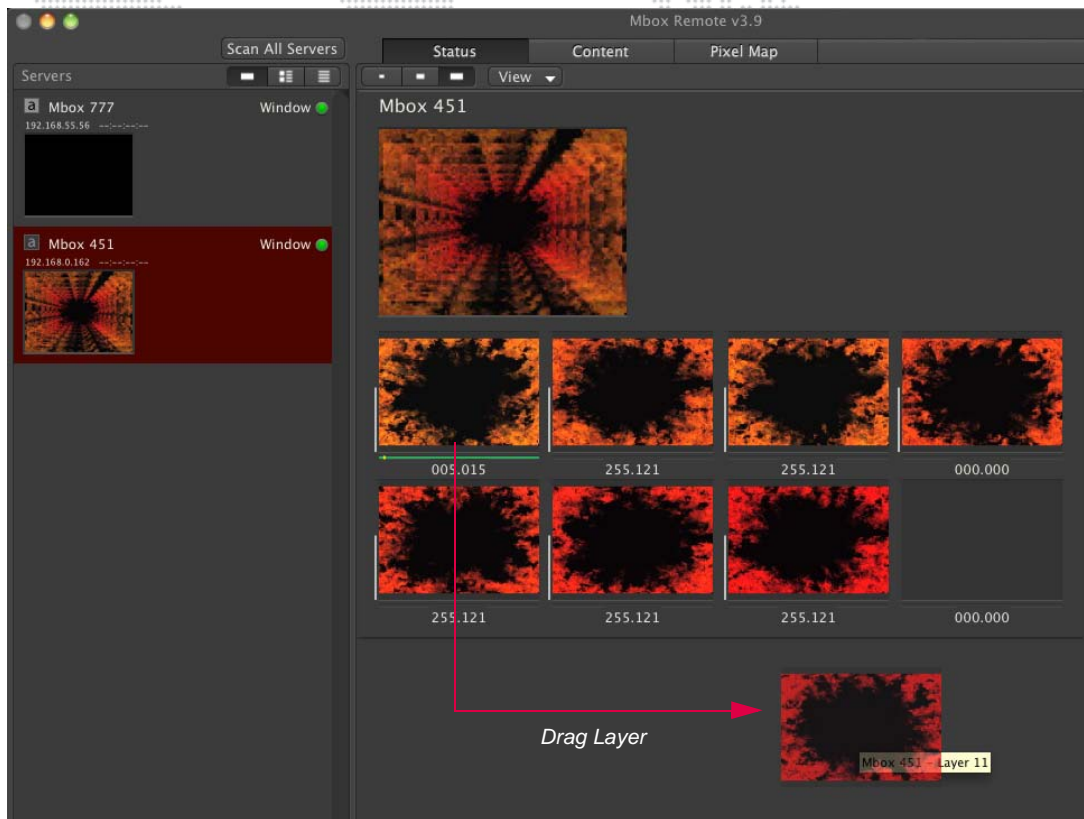 Mbox Remote v3.9
Scan All Servers
Status Content Pixel Map
Servers
View
a Mbox 777 Window
192.168.55.56 --:--:--:--
a Mbox 451 Window
192.168.0.162 --:--:--:--
Mbox 451
005.015 255.121 255.121 000.000
255.121 255.121 255.121 000.000
Drag Layer
Mbox 451 - Layer 11